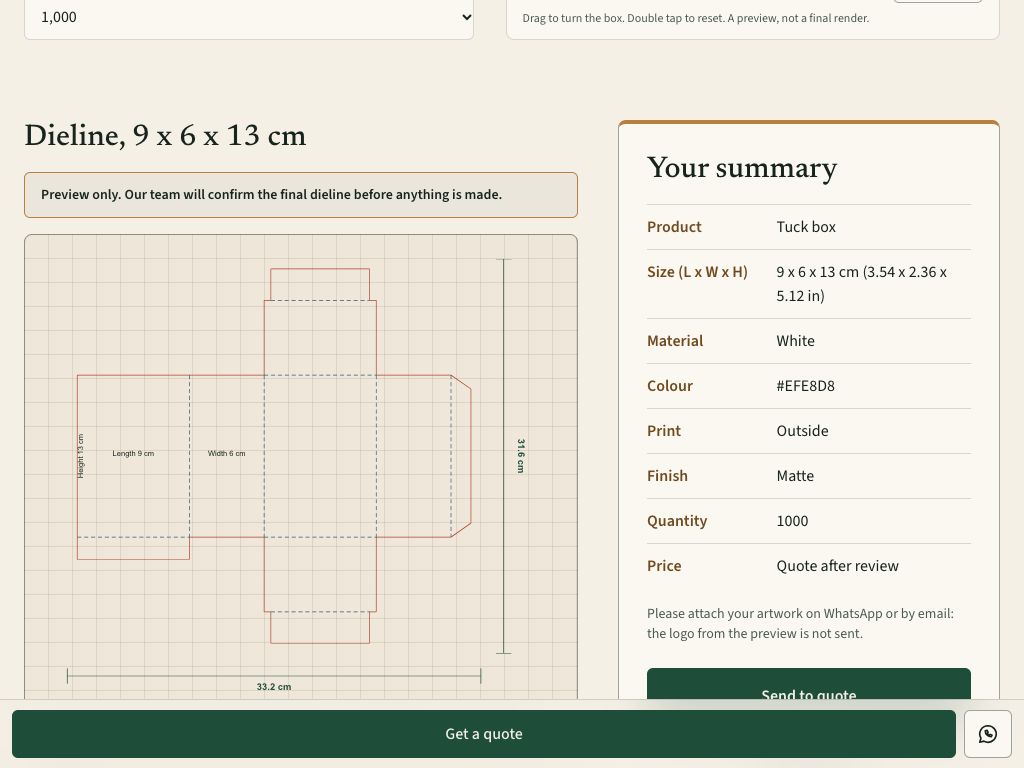 1,000
Drag to turn the box. Double tap to reset. A preview, not a final render.
Dieline, 9 x 6 x 13 cm
Preview only. Our team will confirm the final dieline before anything is made.
Height 13 cm
Length 9 cm
Width 6 cm
31.6 cm
33.2 cm
Your summary
Product Tuck box
Size (L x W x H) 9 x 6 x 13 cm (3.54 x 2.36 x
5.12 in)
Material White
Colour #EFE8D8
Print Outside
Finish Matte
Quantity 1000
Price Quote after review
Please attach your artwork on WhatsApp or by email:
the logo from the preview is not sent.
Send to quote
Get a quote